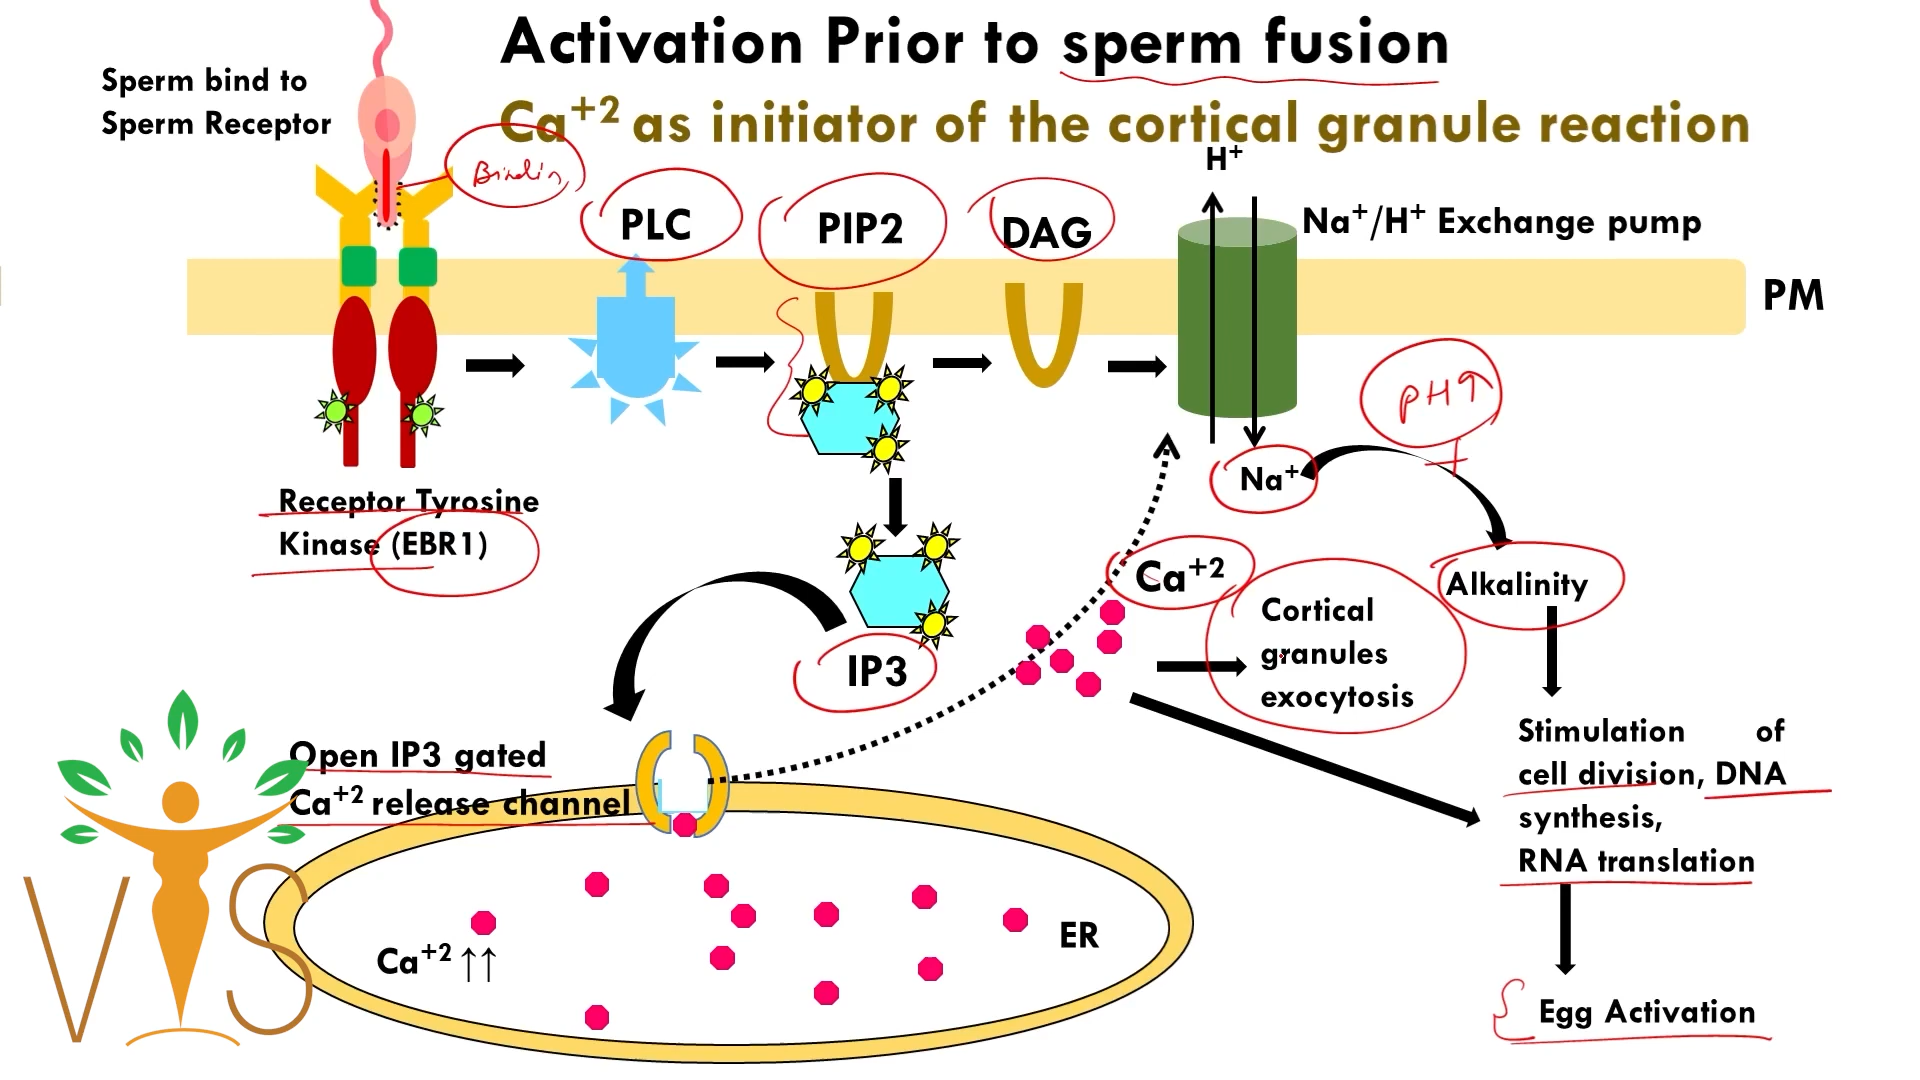 Activation Prior to sperm fusion
Ca+2 as initiator of the cortical granule reaction
Sperm bind to
Sperm Receptor
Binding
PLC
PIP2
DAG
H+
Na+/H+ Exchange pump
PM
PH↑
Na+
Receptor Tyrosine
Kinase (EBR1)
Ca+2
Alkalinity
Cortical
granules
exocytosis
IP3
Open IP3 gated
Ca+2 release channel
Stimulation of
cell division, DNA
synthesis,
RNA translation
ER
Ca+2 ↑↑
Egg Activation
VIS